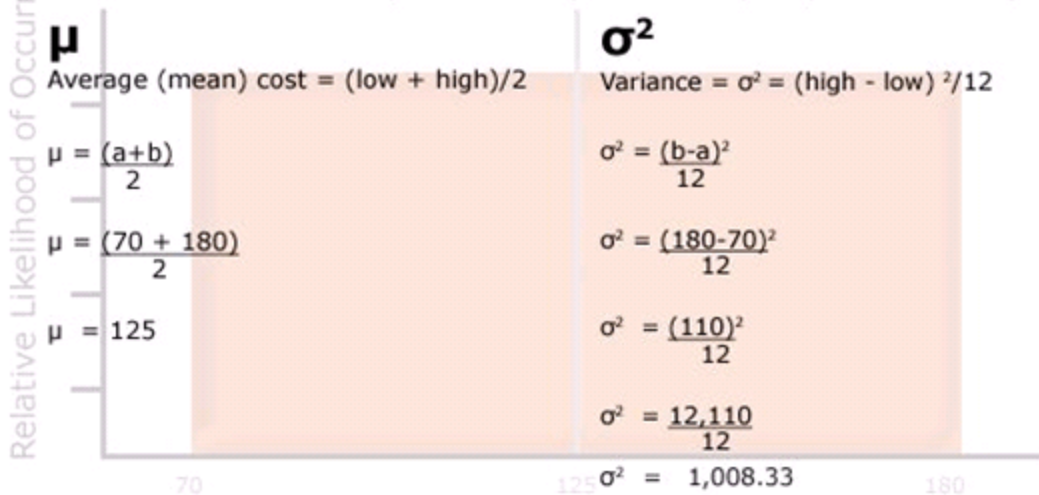 Relative Likelihood of Occurr
μ
Average (mean) cost = (low + high)/2
μ = (a+b)
2
μ = (70 + 180)
2
μ = 125
σ²
Variance = σ² = (high - low) ²/12
σ² = (b-a)²
12
σ² = (180-70)²
12
σ² = (110)²
12
σ² = 12,110
12
σ² = 1,008.33
70
125
180